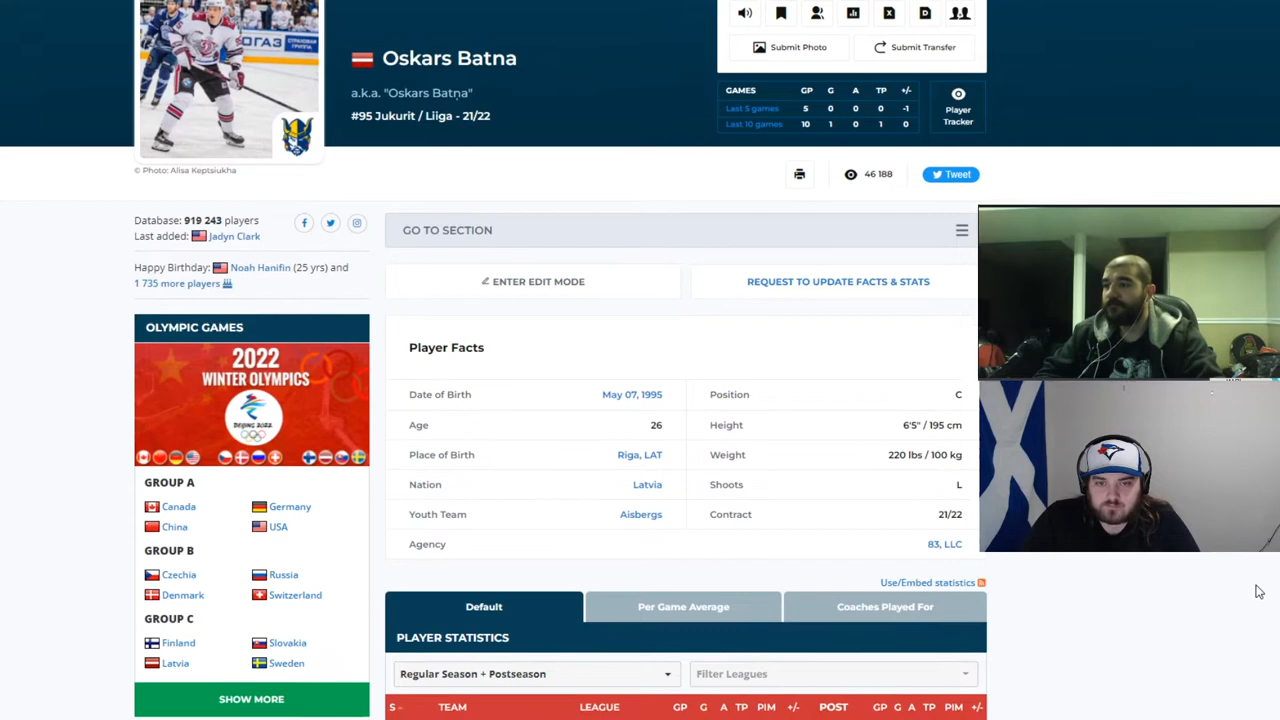 ОГАЗ
СТРАХОВАЯ
ГРУППА
Oskars Batna
a.k.a. "Oskars Batņa"
#95 Jukurit / Liiga - 21/22
Submit Photo
Submit Transfer
GAMES GP G A TP +/-
Last 5 games 5 0 0 0 -1
Last 10 games 10 1 0 1 0
Player
Tracker
© Photo: Alisa Keptsiukha
46 188
Tweet
Database: 919 243 players
Last added: Jadyn Clark
Happy Birthday: Noah Hanifin (25 yrs) and
1 735 more players
OLYMPIC GAMES
2022
WINTER OLYMPICS
BEIJING 2022
GROUP A
Canada Germany
China USA
GROUP B
Czechia Russia
Denmark Switzerland
GROUP C
Finland Slovakia
Latvia Sweden
SHOW MORE
GO TO SECTION
ENTER EDIT MODE
REQUEST TO UPDATE FACTS & STATS
Player Facts
Date of Birth May 07, 1995 Position C
Age 26 Height 6'5" / 195 cm
Place of Birth Riga, LAT Weight 220 lbs / 100 kg
Nation Latvia Shoots L
Youth Team Aisbergs Contract 21/22
Agency 83, LLC
Use/Embed statistics
Default Per Game Average Coaches Played For
PLAYER STATISTICS
Regular Season + Postseason Filter Leagues
S TEAM LEAGUE GP G A TP PIM +/- POST GP G A TP PIM +/-